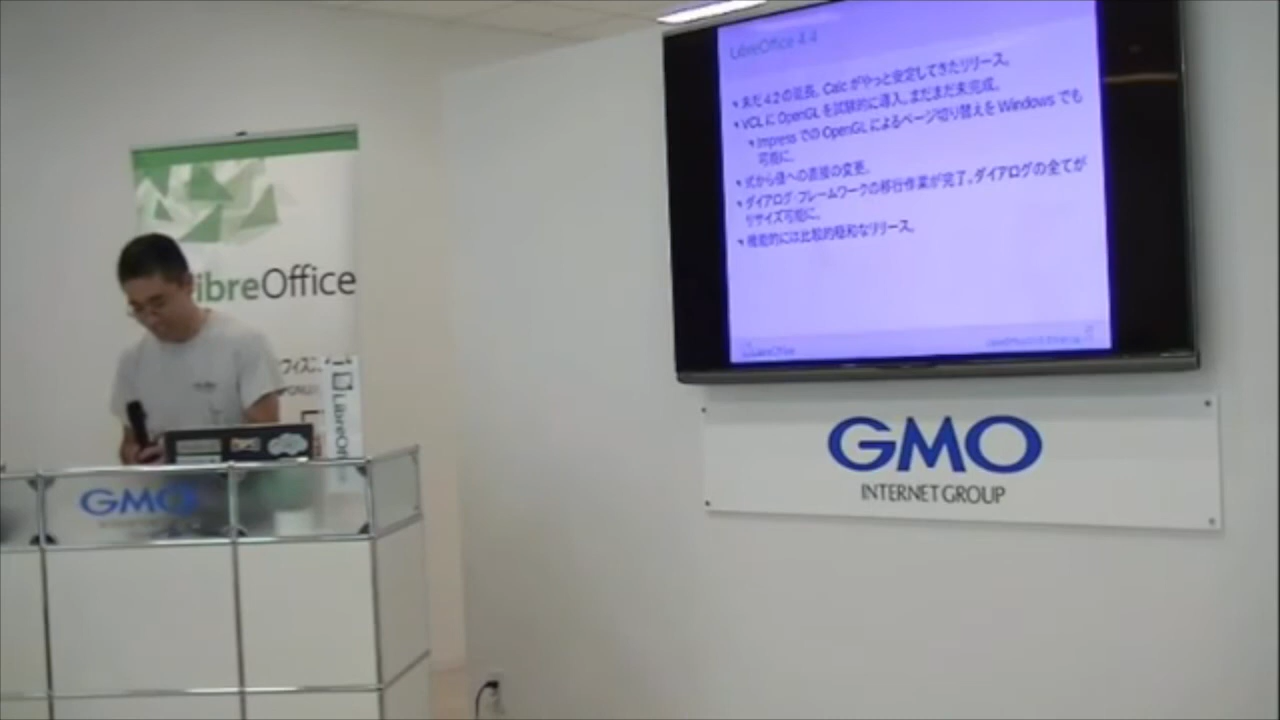 LibreOffice 4.4
まだ 4.2 の延長。Calc がやっと安定してきたリリース。
VCL に OpenGL を試験的に導入。まだまだ未完成。
Impress での OpenGL によるページ切り替えを Windows でも
可能に。
式から値への直接の変更。
ダイアログ・フレームワークの移行作業が完了。ダイアログの全てが
リサイズ可能に。
機能的には比較的穏和なリリース。
LibreOffice
ibreOffice
LibreO
GMO
INTERNET GROUP
GMO